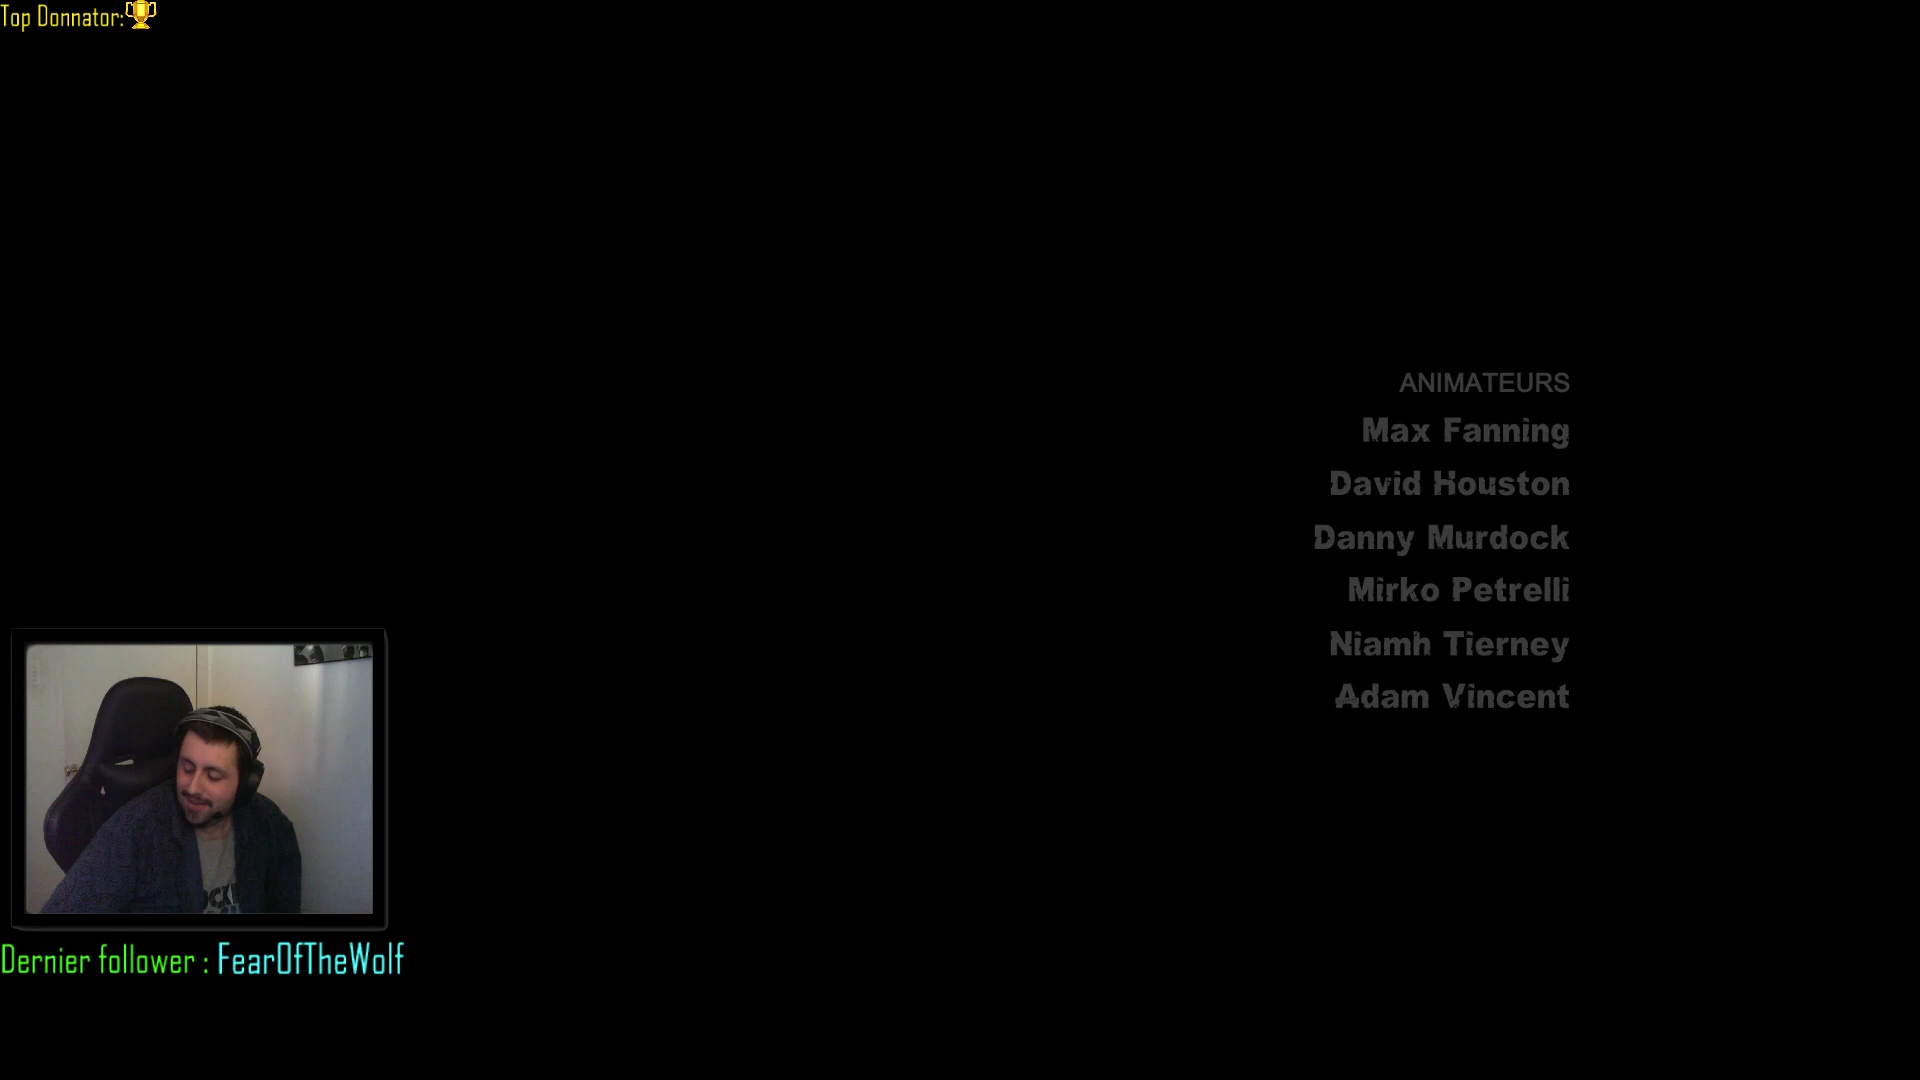 Top Donnator:
ANIMATEURS
Max Fanning
David Houston
Danny Murdock
Mirko Petrelli
Niamh Tierney
Adam Vincent
Dernier follower : FearOfTheWolf